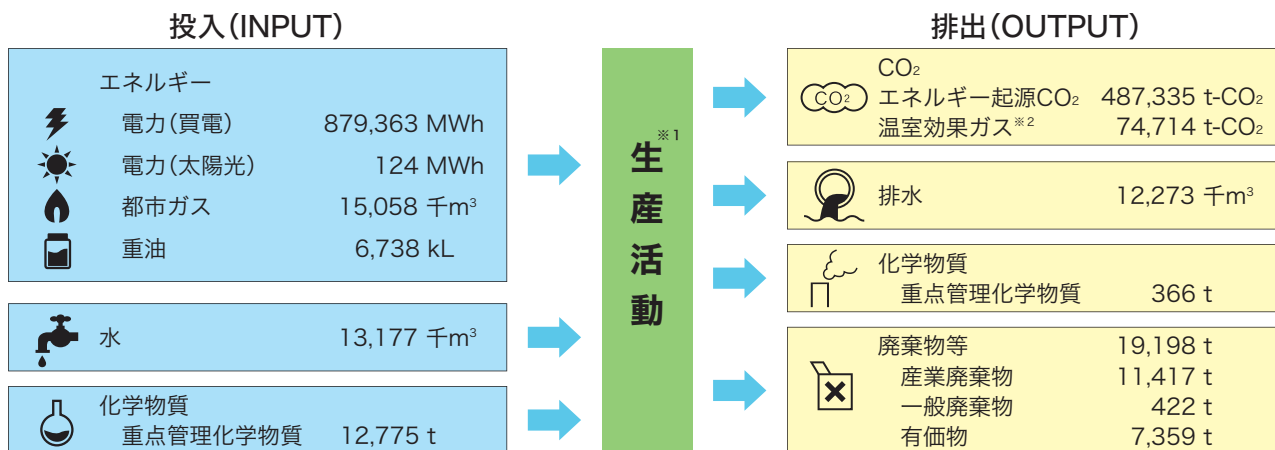 投入(INPUT)
エネルギー
電力(買電) 879,363 MWh
電力(太陽光) 124 MWh
都市ガス 15,058 千m³
重油 6,738 kL
水 13,177 千m³
化学物質
重点管理化学物質 12,775 t
生産活動※1
排出(OUTPUT)
CO₂
CO₂
エネルギー起源CO₂ 487,335 t-CO₂
温室効果ガス※2 74,714 t-CO₂
排水 12,273 千m³
化学物質
重点管理化学物質 366 t
廃棄物等 19,198 t
産業廃棄物 11,417 t
一般廃棄物 422 t
有価物 7,359 t